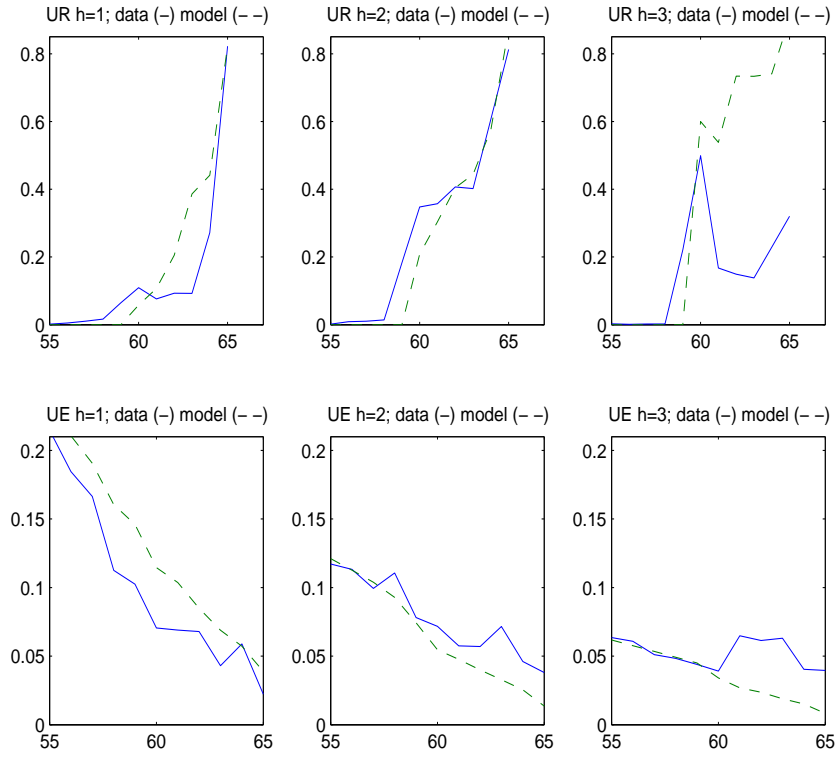 UR h=1; data (−) model (− −)
UR h=2; data (−) model (− −)
UR h=3; data (−) model (− −)
0.8
0.6
0.4
0.2
0
55 60 65
0.8
0.6
0.4
0.2
0
55 60 65
0.8
0.6
0.4
0.2
0
55 60 65
UE h=1; data (−) model (− −)
UE h=2; data (−) model (− −)
UE h=3; data (−) model (− −)
0.2
0.15
0.1
0.05
0
55 60 65
0.2
0.15
0.1
0.05
0
55 60 65
0.2
0.15
0.1
0.05
0
55 60 65